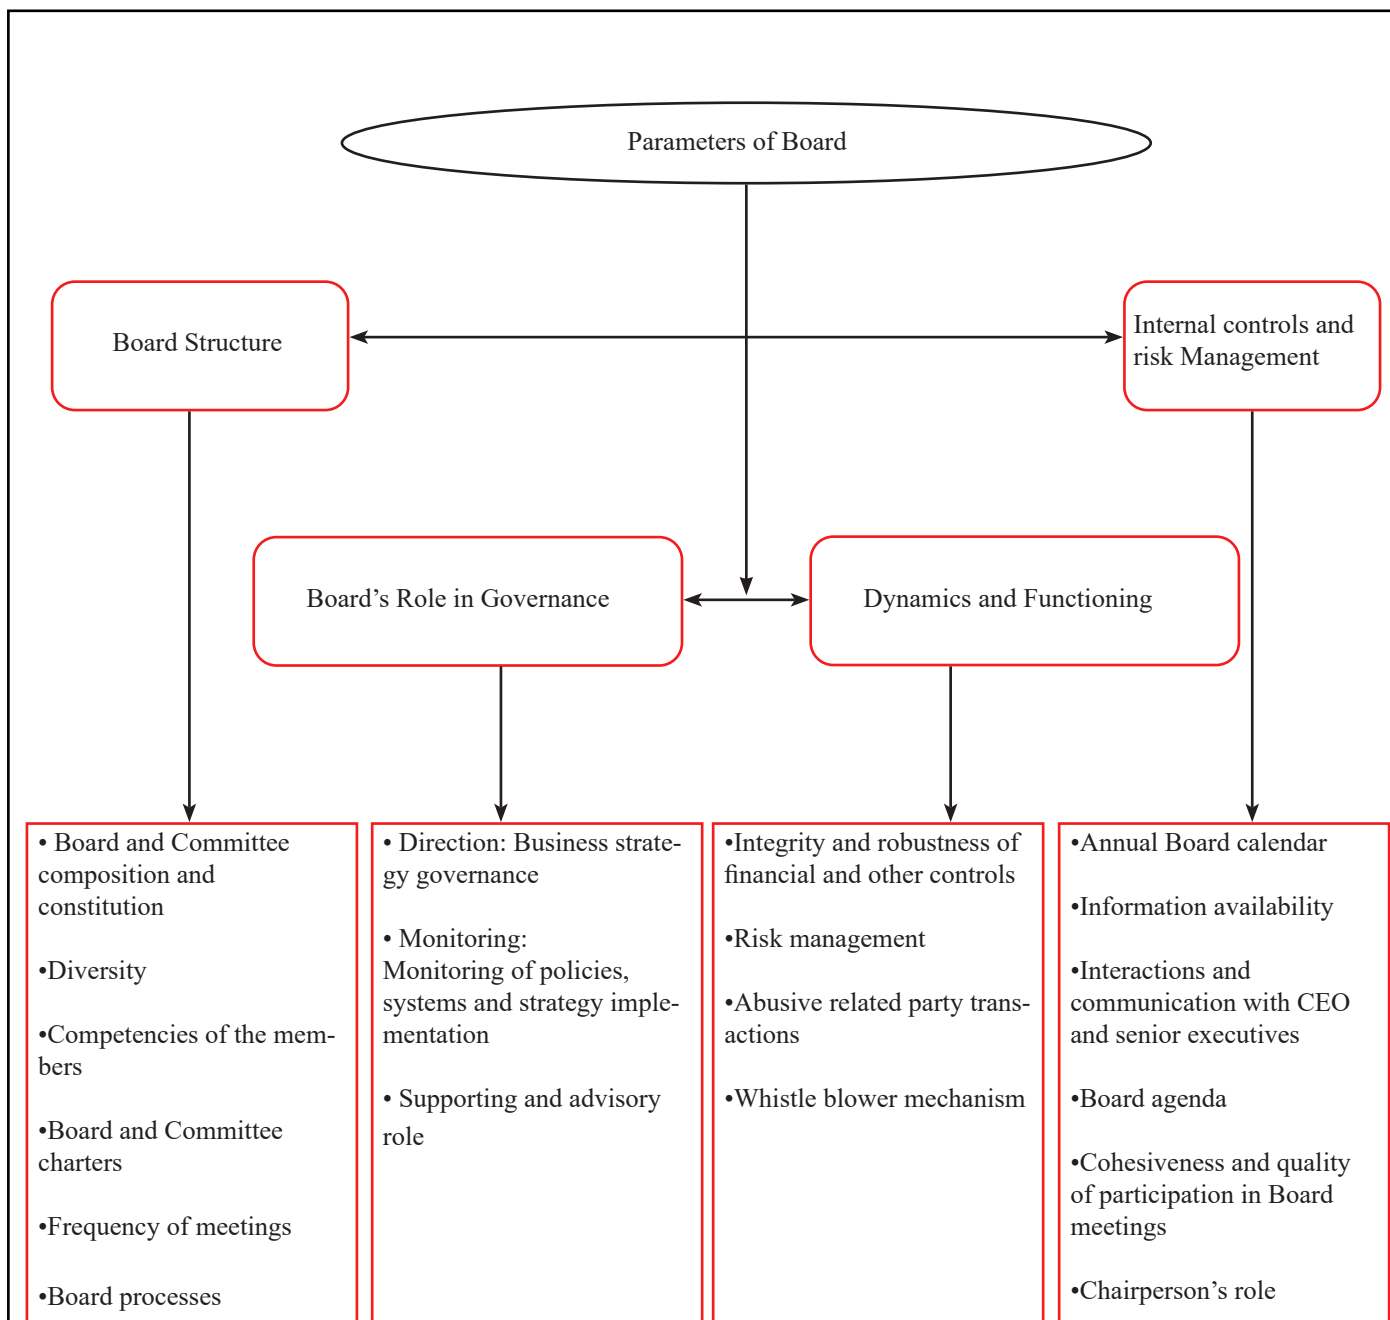 Parameters of Board
Board Structure
Internal controls and
risk Management
Board’s Role in Governance
Dynamics and Functioning
• Board and Committee
composition and
constitution
•Diversity
•Competencies of the mem-
bers
•Board and Committee
charters
•Frequency of meetings
•Board processes
• Direction: Business strate-
gy governance
• Monitoring:
Monitoring of policies,
systems and strategy imple-
mentation
• Supporting and advisory
role
•Integrity and robustness of
financial and other controls
•Risk management
•Abusive related party trans-
actions
•Whistle blower mechanism
•Annual Board calendar
•Information availability
•Interactions and
communication with CEO
and senior executives
•Board agenda
•Cohesiveness and quality
of participation in Board
meetings
•Chairperson’s role